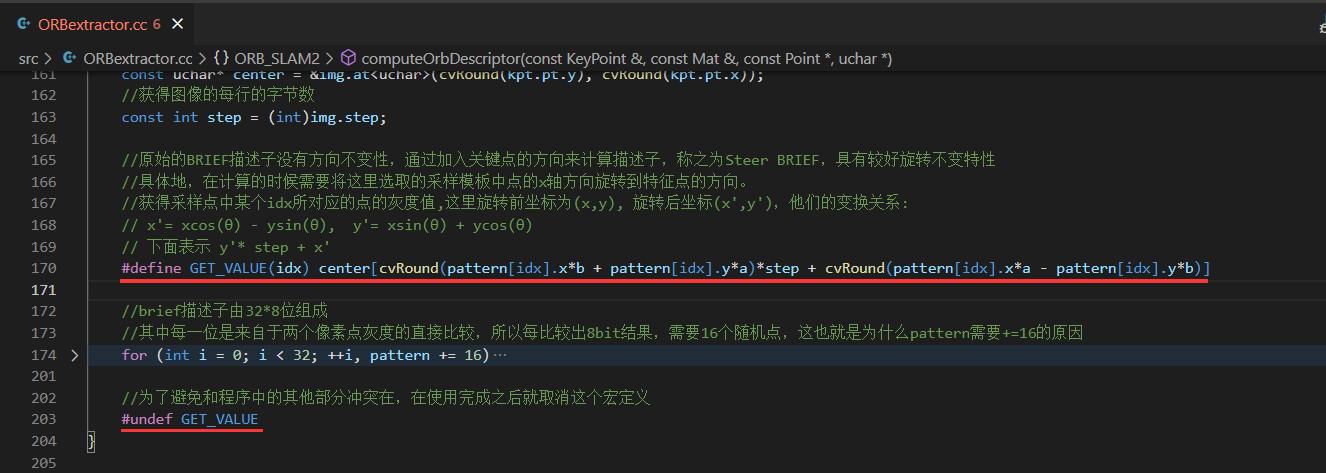 ORBextractor.cc 6 ×
src > ORBextractor.cc > {} ORB_SLAM2 > computeOrbDescriptor(const KeyPoint &, const Mat &, const Point *, uchar *)
161 const uchar* center = &img.at<uchar>(cvRound(kpt.pt.y), cvRound(kpt.pt.x));
162 //获得图像的每行的字节数
163 const int step = (int)img.step;
164
165 //原始的BRIEF描述子没有方向不变性，通过加入关键点的方向来计算描述子，称之为Steer BRIEF，具有较好旋转不变特性
166 //具体地，在计算的时候需要将这里选取的采样模板中点的x轴方向旋转到特征点的方向。
167 //获得采样点中某个idx所对应的点的灰度值,这里旋转前坐标为(x,y), 旋转后坐标(x',y')，他们的变换关系:
168 // x'= xcos(θ) - ysin(θ), y'= xsin(θ) + ycos(θ)
169 // 下面表示 y'* step + x'
170 #define GET_VALUE(idx) center[cvRound(pattern[idx].x*b + pattern[idx].y*a)*step + cvRound(pattern[idx].x*a - pattern[idx].y*b)]
171
172 //brief描述子由32*8位组成
173 //其中每一位是来自于两个像素点灰度的直接比较，所以每比较出8bit结果，需要16个随机点，这也就是为什么pattern需要+=16的原因
174 for (int i = 0; i < 32; ++i, pattern += 16)…
201
202 //为了避免和程序中的其他部分冲突在，在使用完成之后就取消这个宏定义
203 #undef GET_VALUE
204 }
205